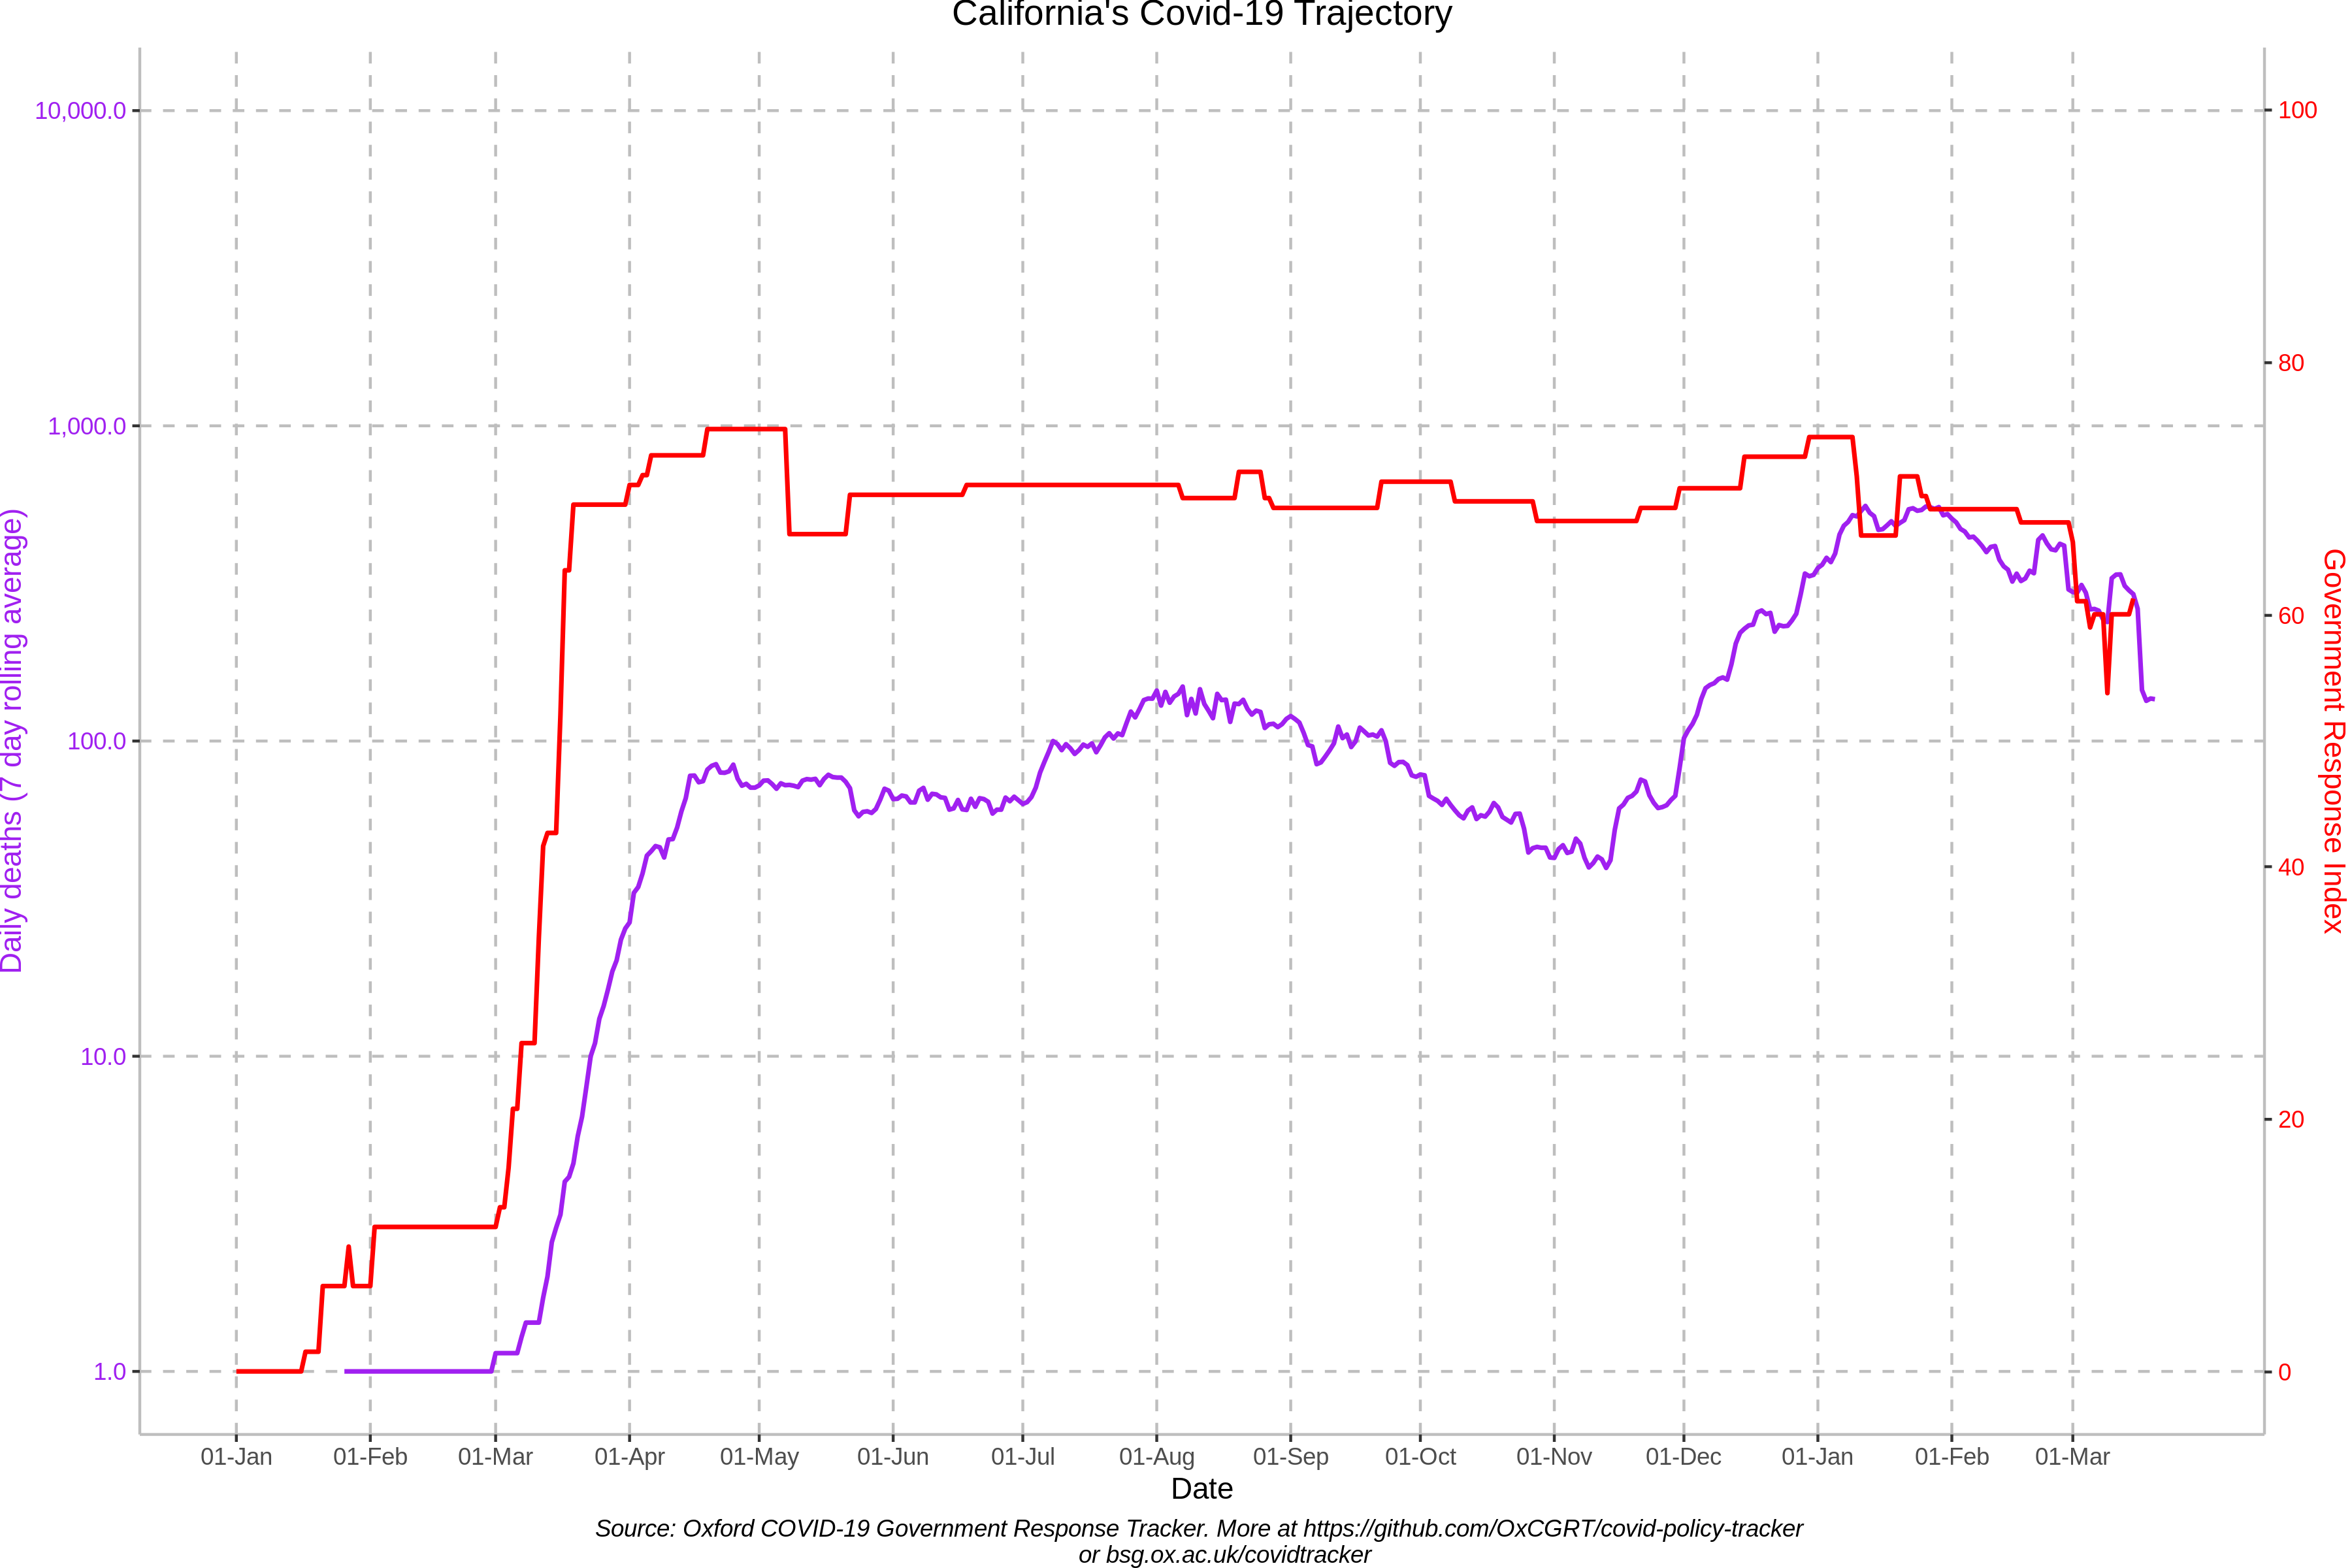 California's Covid-19 Trajectory
10,000.0
1,000.0
100.0
10.0
1.0
Daily deaths (7 day rolling average)
100
80
60
40
20
0
Government Response Index
01-Jan 01-Feb 01-Mar 01-Apr 01-May 01-Jun 01-Jul 01-Aug 01-Sep 01-Oct 01-Nov 01-Dec 01-Jan 01-Feb 01-Mar
Date
Source: Oxford COVID-19 Government Response Tracker. More at https://github.com/OxCGRT/covid-policy-tracker
or bsg.ox.ac.uk/covidtracker